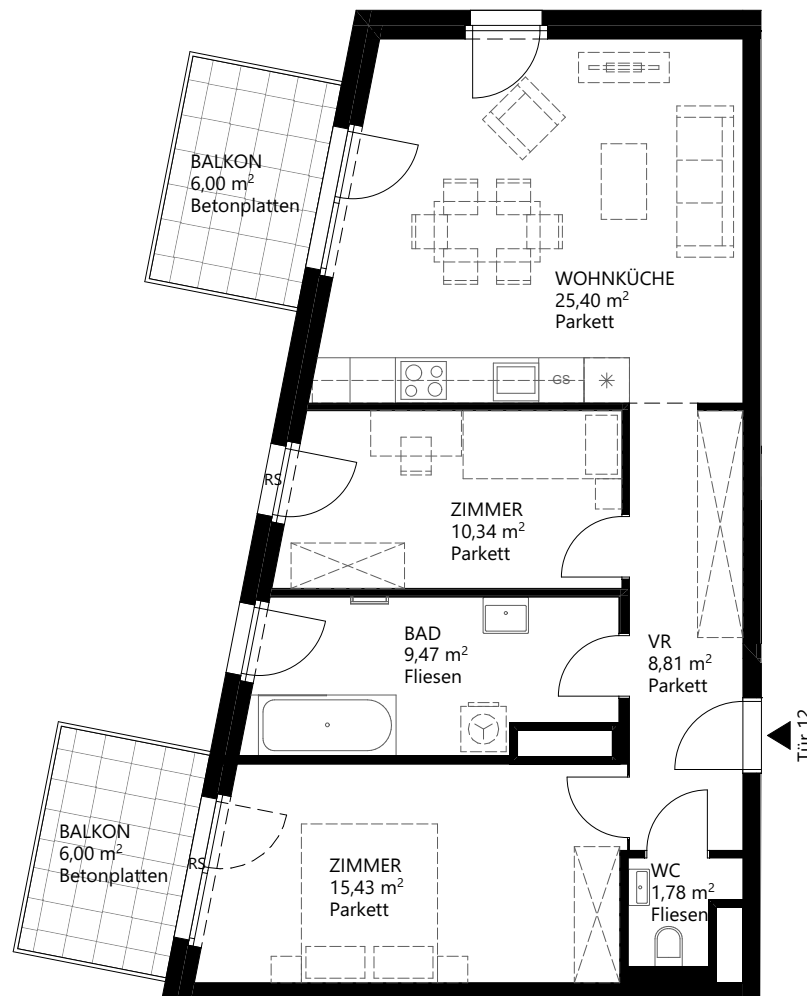 BALKON
6,00 m²
Betonplatten
WOHNKÜCHE
25,40 m²
Parkett
GS
RS
ZIMMER
10,34 m²
Parkett
BAD
9,47 m²
Fliesen
VR
8,81 m²
Parkett
Tür 12
BALKON
6,00 m²
Betonplatten
RS
ZIMMER
15,43 m²
Parkett
WC
1,78 m²
Fliesen